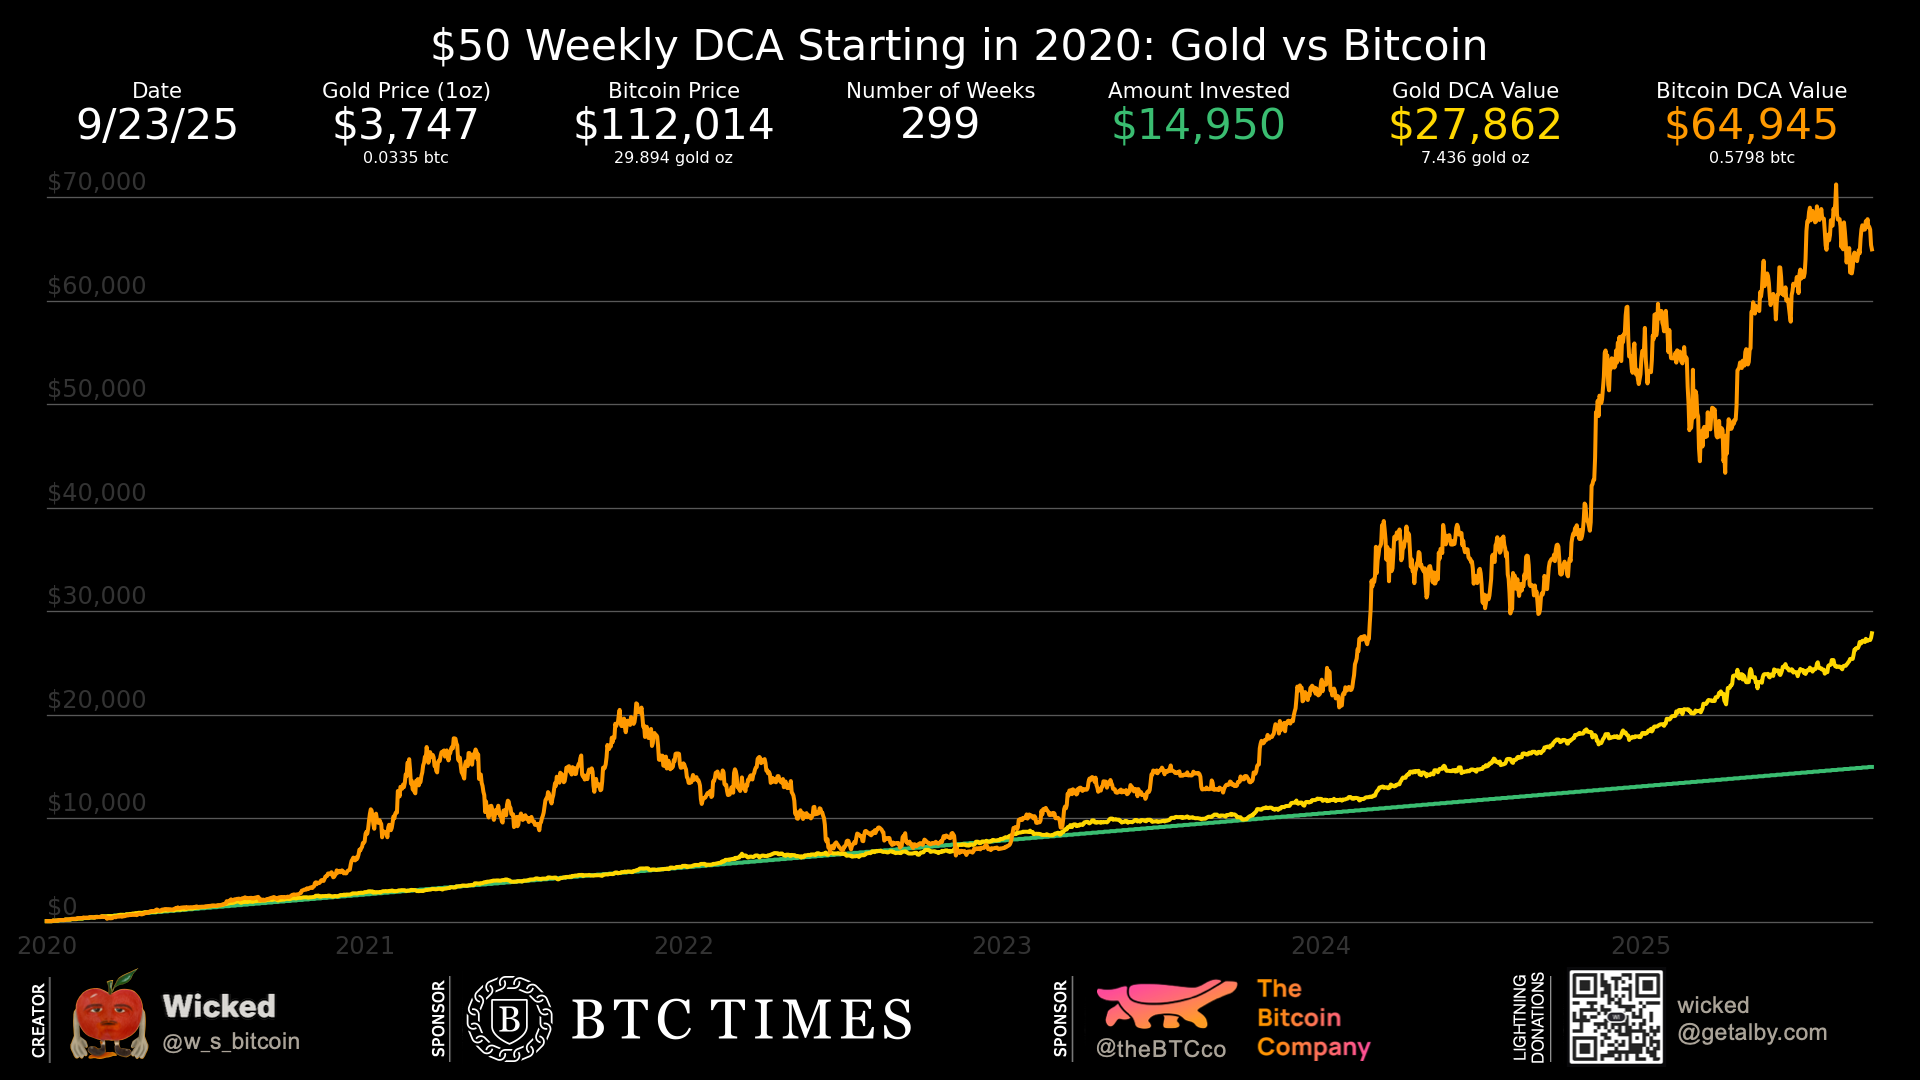 $50 Weekly DCA Starting in 2020: Gold vs Bitcoin
Date
9/23/25
Gold Price (1oz)
$3,747
0.0335 btc
Bitcoin Price
$112,014
29.894 gold oz
Number of Weeks
299
Amount Invested
$14,950
Gold DCA Value
$27,862
7.436 gold oz
Bitcoin DCA Value
$64,945
0.5798 btc
$70,000
$60,000
$50,000
$40,000
$30,000
$20,000
$10,000
$0
2020
2021
2022
2023
2024
2025
CREATOR
Wicked
@w_s_bitcoin
SPONSOR
B
BTC TIMES
SPONSOR
@theBTCco
The
Bitcoin
Company
LIGHTNING
DONATIONS
wicked
@getalby.com